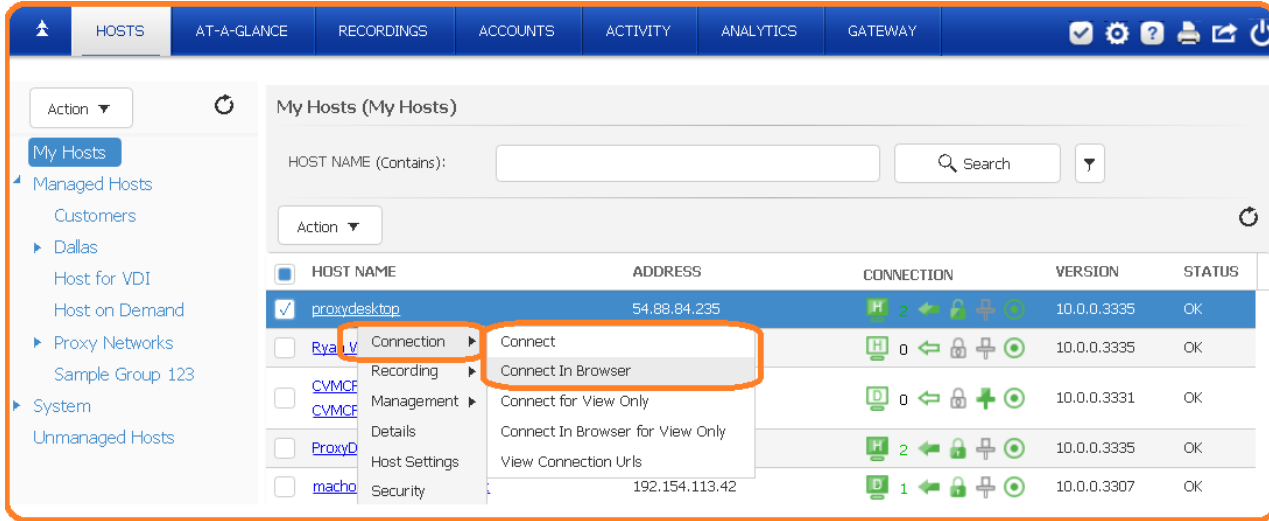 HOSTS AT-A-GLANCE RECORDINGS ACCOUNTS ACTIVITY ANALYTICS GATEWAY
Action
My Hosts
Managed Hosts
Customers
Dallas
Host for VDI
Host on Demand
Proxy Networks
Sample Group 123
System
Unmanaged Hosts
My Hosts (My Hosts)
HOST NAME (Contains): Search
Action
HOST NAME ADDRESS CONNECTION VERSION STATUS
proxydesktop 54.88.84.235 H 2 10.0.0.3335 OK
Ryan H 0 10.0.0.3335 OK
D 0 10.0.0.3331 OK
ProxyD H 2 10.0.0.3335 OK
macho 192.154.113.42 D 1 10.0.0.3307 OK
Connection
Recording
Management
Details
Host Settings
Security
Connect
Connect In Browser
Connect for View Only
Connect In Browser for View Only
View Connection Urls